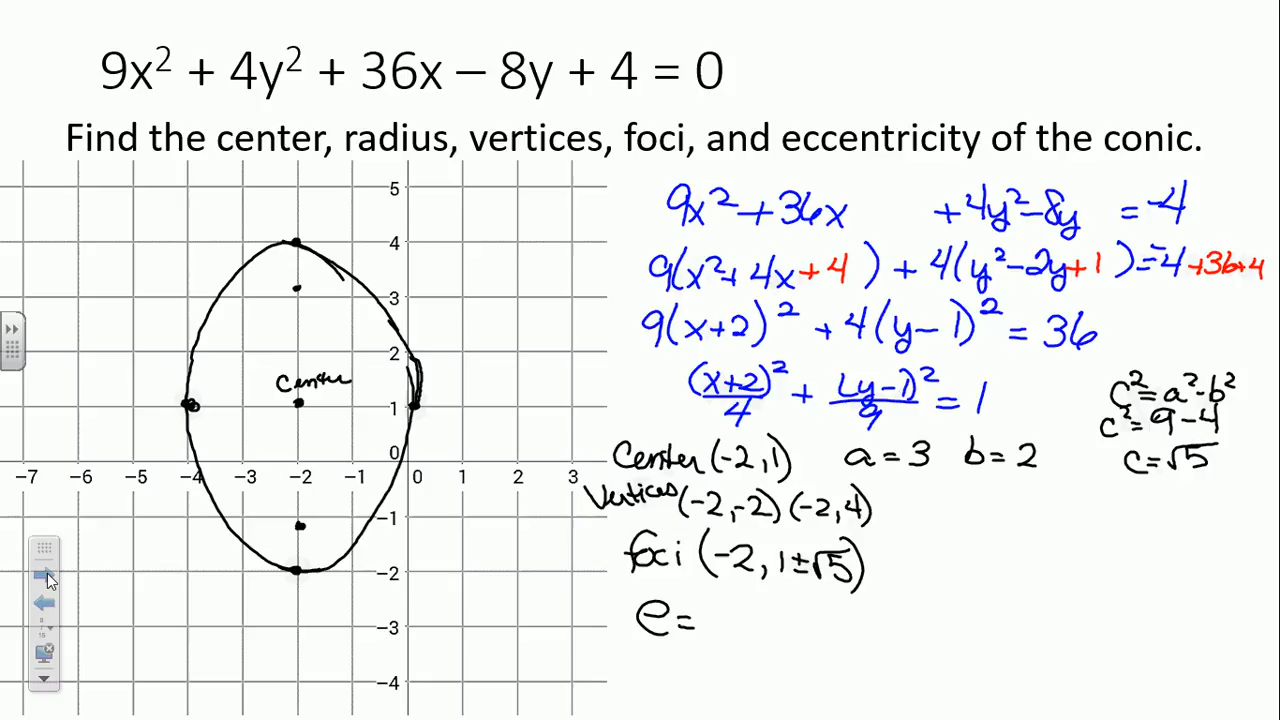 9x² + 4y² + 36x – 8y + 4 = 0
Find the center, radius, vertices, foci, and eccentricity of the conic.
9x² + 36x + 4y² - 8y = -4
9(x² + 4x + 4) + 4(y² - 2y + 1) = -4 + 36 + 4
9(x+2)² + 4(y-1)² = 36
(x+2)²/4 + (y-1)²/9 = 1
c² = a² - b²
c² = 9 - 4
c = √5
Center (-2, 1) a = 3 b = 2
Vertices (-2, -2) (-2, 4)
foci (-2, 1 ± √5)
e =
5
4
3
2
Center
1
0
−7 −6 −5 −4 −3 −2 −1 0 1 2 3
−1
−2
−3
−4